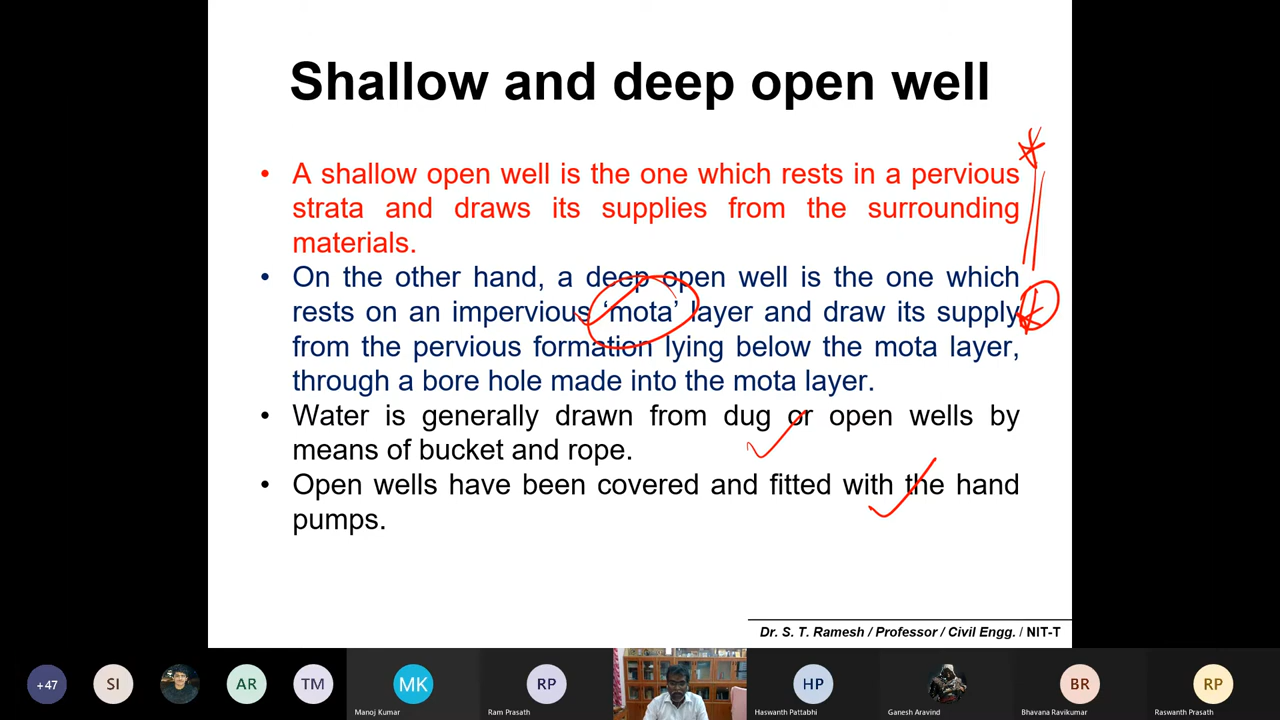 Shallow and deep open well
• A shallow open well is the one which rests in a pervious
strata and draws its supplies from the surrounding
materials.
• On the other hand, a deep open well is the one which
rests on an impervious ‘mota’ layer and draw its supply
from the pervious formation lying below the mota layer,
through a bore hole made into the mota layer.
• Water is generally drawn from dug or open wells by
means of bucket and rope.
• Open wells have been covered and fitted with the hand
pumps.
Dr. S. T. Ramesh / Professor / Civil Engg. / NIT-T
+47 SI AR TM MK RP HP BR RP
Manoj Kumar Ram Prasath Haswanth Pattabhi Ganesh Aravind Bhavana Ravikumar Raswanth Prasath